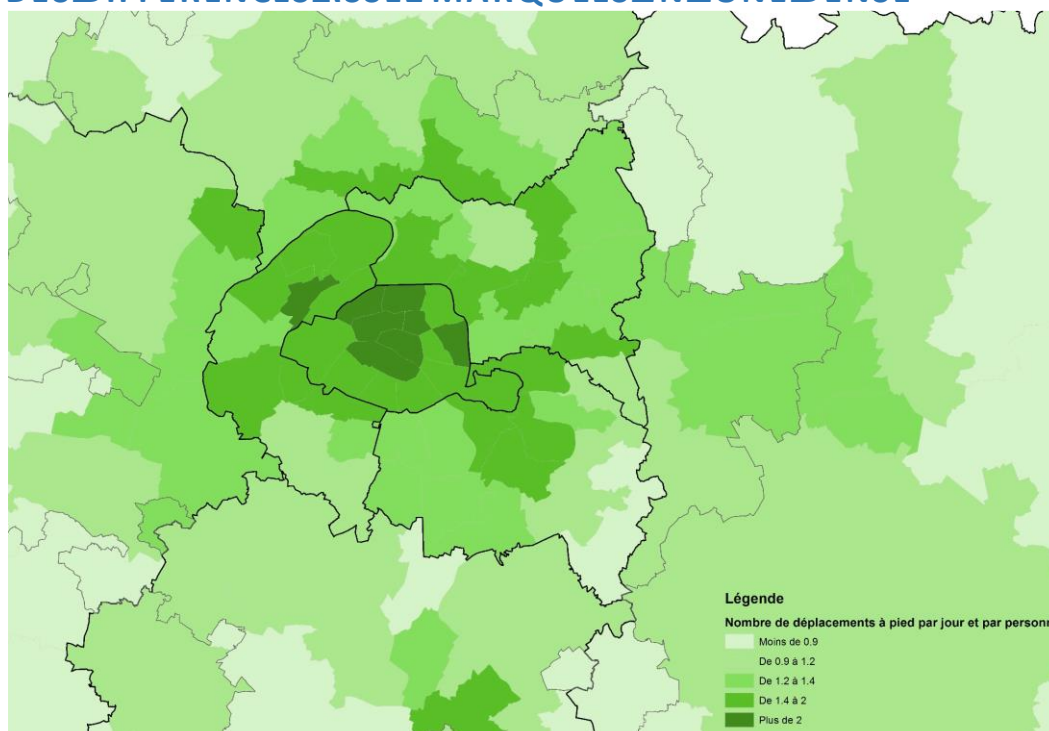 Légende
Nombre de déplacements à pied par jour et par personn
Moins de 0.9
De 0.9 à 1.2
De 1.2 à 1.4
De 1.4 à 2
Plus de 2